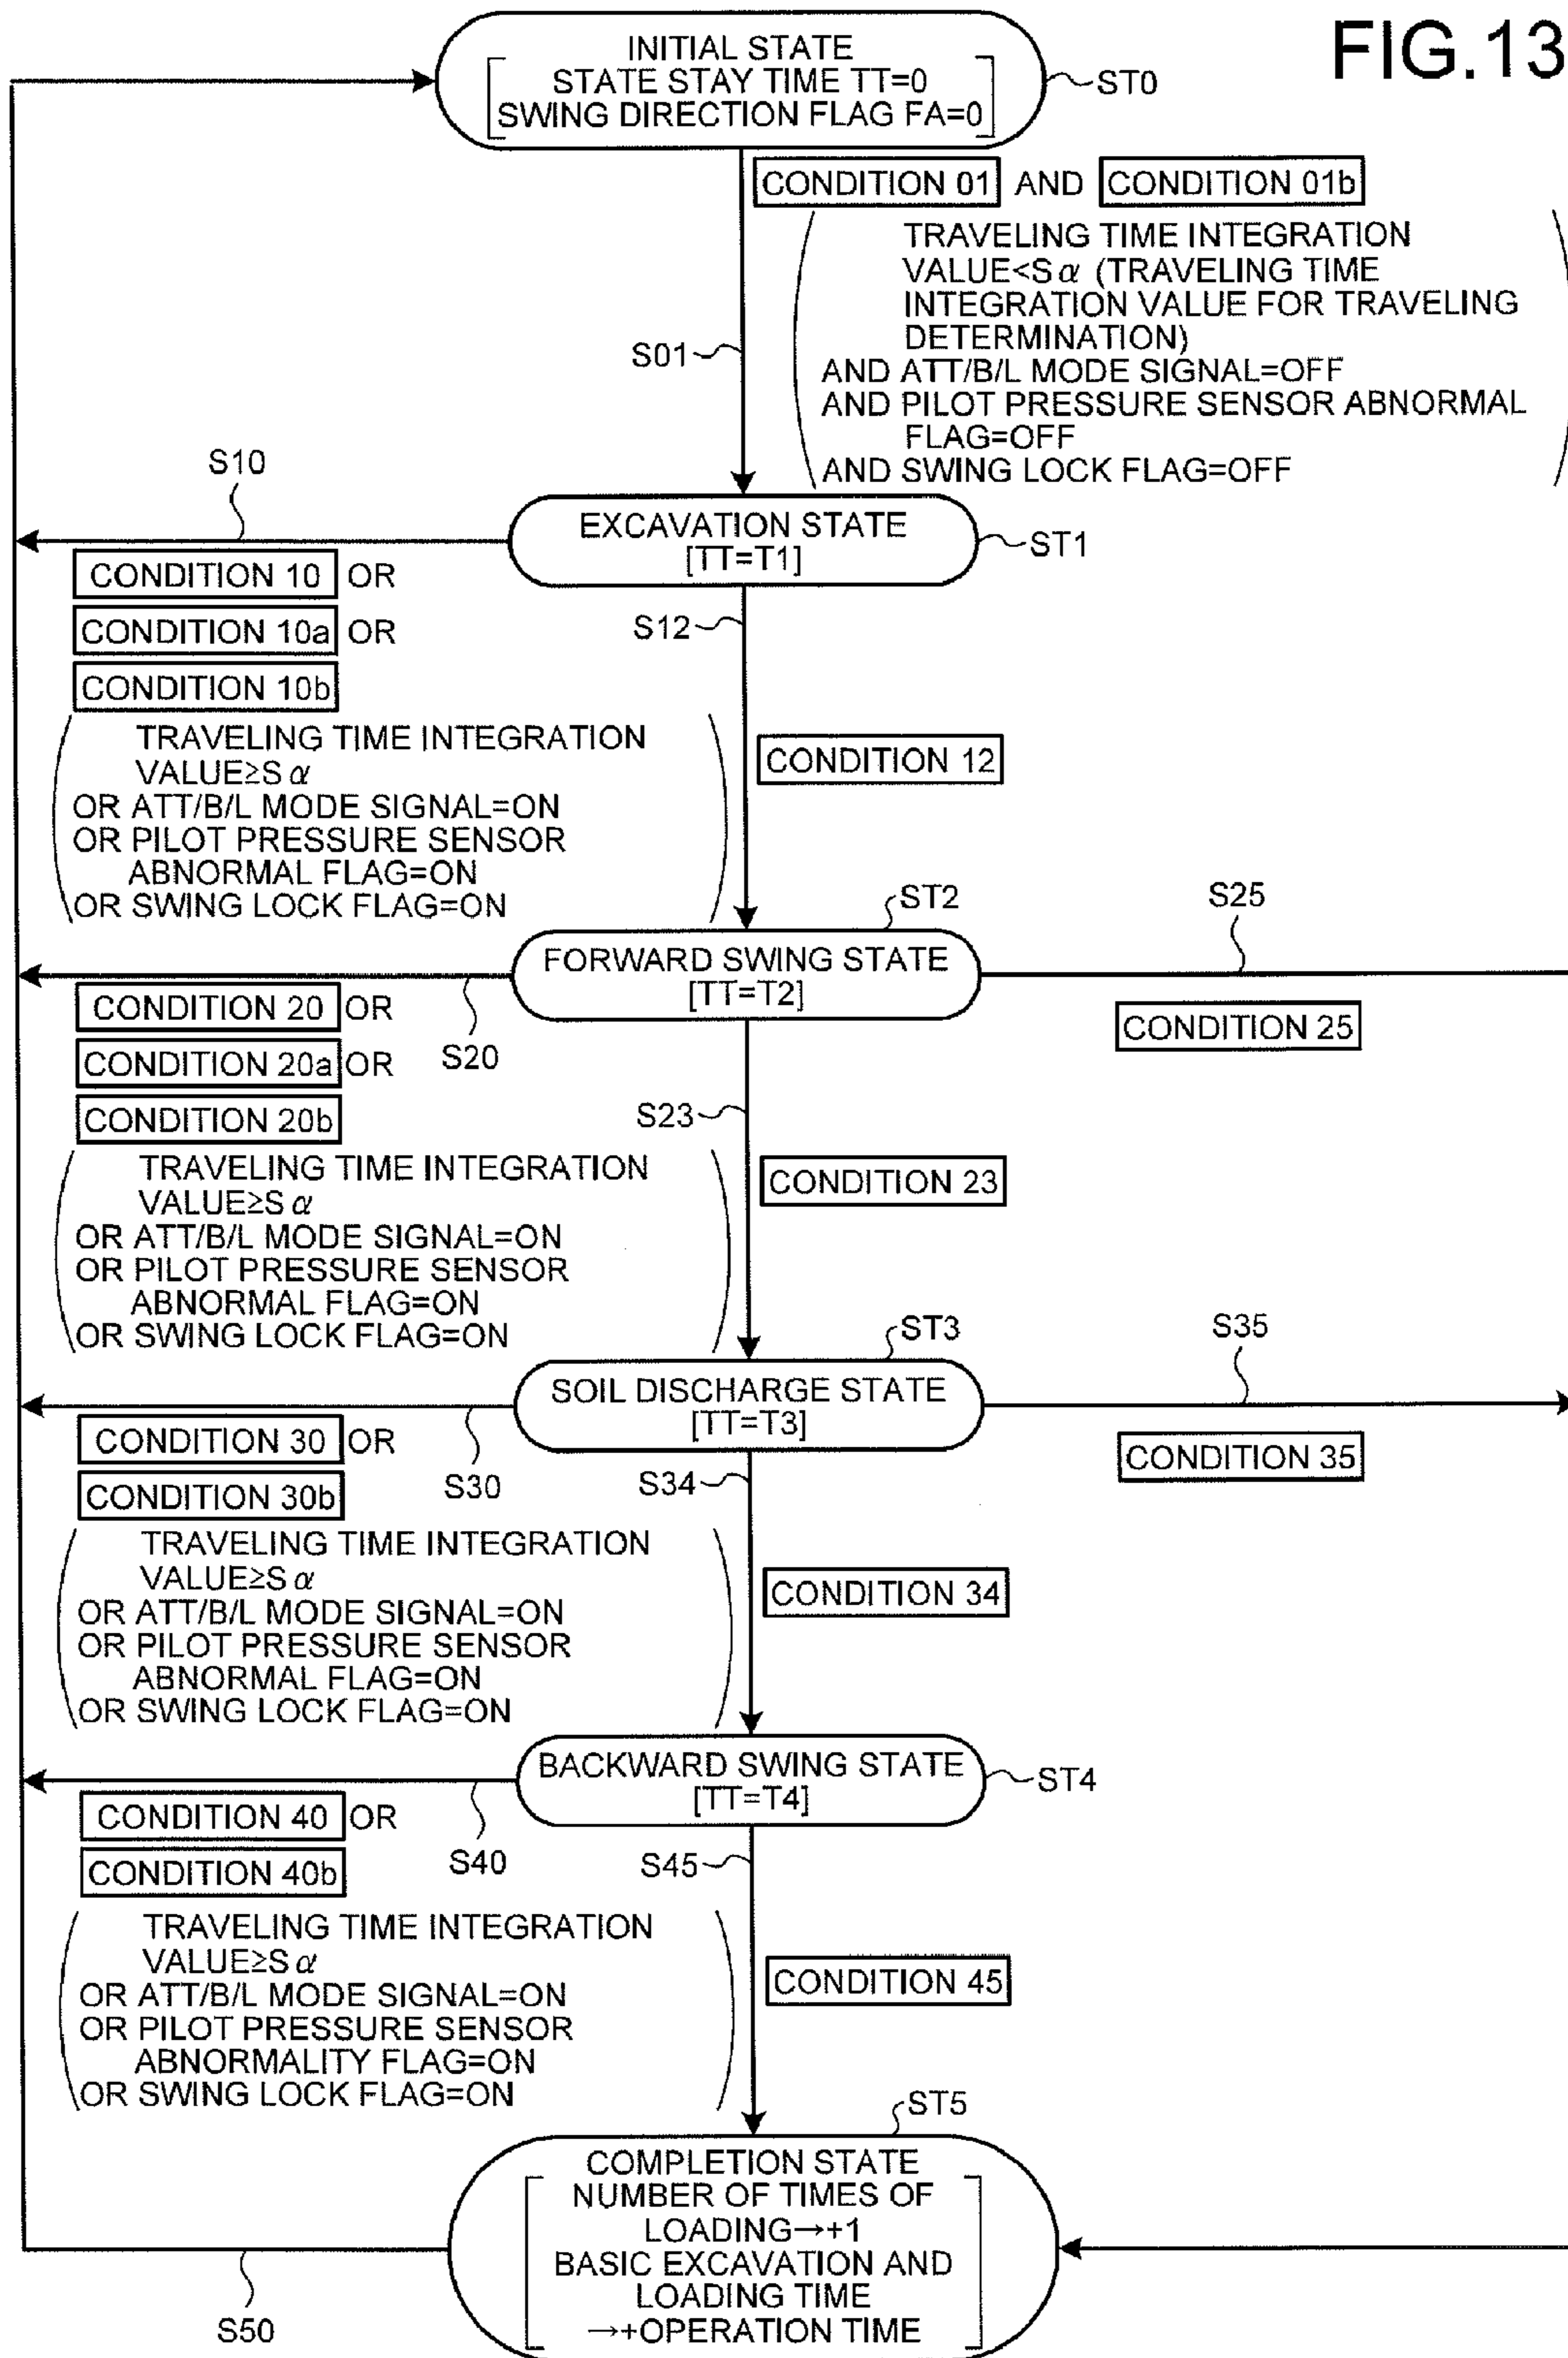 FIG.13
INITIAL STATE
STATE STAY TIME TT=0
SWING DIRECTION FLAG FA=0
ST0
CONDITION 01 AND CONDITION 01b
TRAVELING TIME INTEGRATION
VALUE<Sα (TRAVELING TIME
INTEGRATION VALUE FOR TRAVELING
DETERMINATION)
AND ATT/B/L MODE SIGNAL=OFF
AND PILOT PRESSURE SENSOR ABNORMAL
FLAG=OFF
AND SWING LOCK FLAG=OFF
S01
S10
EXCAVATION STATE
[TT=T1]
ST1
CONDITION 10 OR
CONDITION 10a OR
CONDITION 10b
TRAVELING TIME INTEGRATION
VALUE≥Sα
OR ATT/B/L MODE SIGNAL=ON
OR PILOT PRESSURE SENSOR
ABNORMAL FLAG=ON
OR SWING LOCK FLAG=ON
S12
CONDITION 12
ST2
S25
FORWARD SWING STATE
[TT=T2]
CONDITION 25
CONDITION 20 OR
CONDITION 20a OR
CONDITION 20b
S20
TRAVELING TIME INTEGRATION
VALUE≥Sα
OR ATT/B/L MODE SIGNAL=ON
OR PILOT PRESSURE SENSOR
ABNORMAL FLAG=ON
OR SWING LOCK FLAG=ON
S23
CONDITION 23
ST3
S35
SOIL DISCHARGE STATE
[TT=T3]
CONDITION 35
CONDITION 30 OR
CONDITION 30b
S30
TRAVELING TIME INTEGRATION
VALUE≥Sα
OR ATT/B/L MODE SIGNAL=ON
OR PILOT PRESSURE SENSOR
ABNORMAL FLAG=ON
OR SWING LOCK FLAG=ON
S34
CONDITION 34
BACKWARD SWING STATE
[TT=T4]
ST4
CONDITION 40 OR
CONDITION 40b
S40
TRAVELING TIME INTEGRATION
VALUE≥Sα
OR ATT/B/L MODE SIGNAL=ON
OR PILOT PRESSURE SENSOR
ABNORMALITY FLAG=ON
OR SWING LOCK FLAG=ON
S45
CONDITION 45
ST5
COMPLETION STATE
NUMBER OF TIMES OF
LOADING→+1
BASIC EXCAVATION AND
LOADING TIME
→+OPERATION TIME
S50